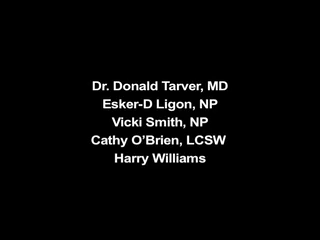 Dr. Donald Tarver, MD
Esker-D Ligon, NP
Vicki Smith, NP
Cathy O'Brien, LCSW
Harry Williams